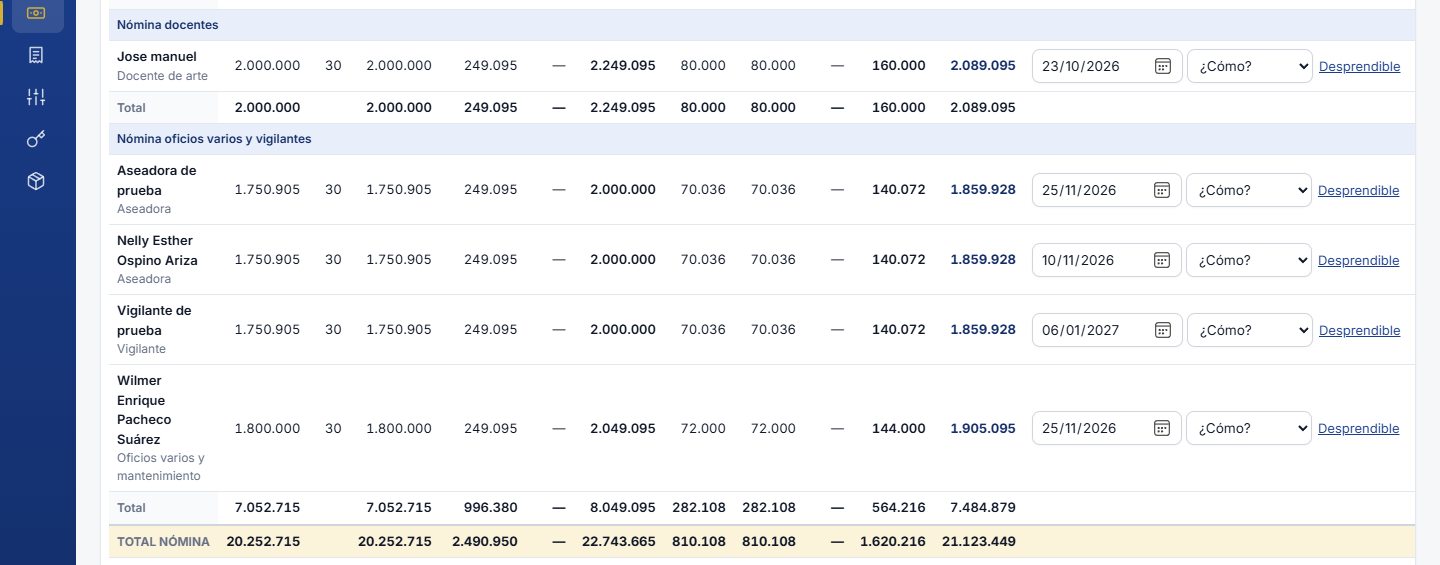 Nómina docentes
Jose manuel
Docente de arte
2.000.000 30 2.000.000 249.095 — 2.249.095 80.000 80.000 — 160.000 2.089.095 23/10/2026 ¿Cómo? Desprendible
Total 2.000.000 2.000.000 249.095 — 2.249.095 80.000 80.000 — 160.000 2.089.095
Nómina oficios varios y vigilantes
Aseadora de
prueba
Aseadora
1.750.905 30 1.750.905 249.095 — 2.000.000 70.036 70.036 — 140.072 1.859.928 25/11/2026 ¿Cómo? Desprendible
Nelly Esther
Ospino Ariza
Aseadora
1.750.905 30 1.750.905 249.095 — 2.000.000 70.036 70.036 — 140.072 1.859.928 10/11/2026 ¿Cómo? Desprendible
Vigilante de
prueba
Vigilante
1.750.905 30 1.750.905 249.095 — 2.000.000 70.036 70.036 — 140.072 1.859.928 06/01/2027 ¿Cómo? Desprendible
Wilmer
Enrique
Pacheco
Suárez
Oficios varios y
mantenimiento
1.800.000 30 1.800.000 249.095 — 2.049.095 72.000 72.000 — 144.000 1.905.095 25/11/2026 ¿Cómo? Desprendible
Total 7.052.715 7.052.715 996.380 — 8.049.095 282.108 282.108 — 564.216 7.484.879
TOTAL NÓMINA 20.252.715 20.252.715 2.490.950 — 22.743.665 810.108 810.108 — 1.620.216 21.123.449